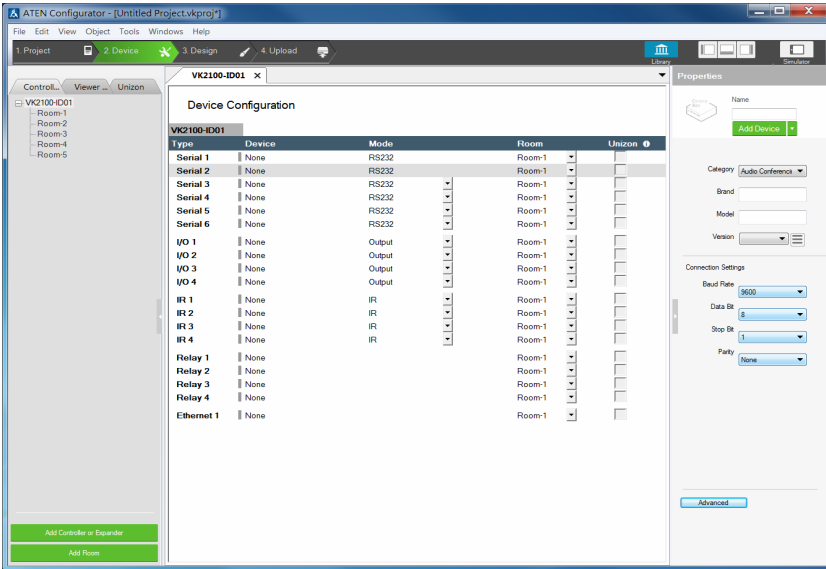 ATEN Configurator - [Untitled Project.vkproj*]
File Edit View Object Tools Windows Help
1. Project 2. Device 3. Design 4. Upload Library Simulator
Controll... Viewer ... Unizon
VK2100-ID01
Room-1
Room-2
Room-3
Room-4
Room-5
Add Controller or Expander
Add Room
VK2100-ID01 ×
Device Configuration
VK2100-ID01
Type Device Mode Room Unizon
Serial 1 None RS232 Room-1
Serial 2 None RS232 Room-1
Serial 3 None RS232 Room-1
Serial 4 None RS232 Room-1
Serial 5 None RS232 Room-1
Serial 6 None RS232 Room-1
I/O 1 None Output Room-1
I/O 2 None Output Room-1
I/O 3 None Output Room-1
I/O 4 None Output Room-1
IR 1 None IR Room-1
IR 2 None IR Room-1
IR 3 None IR Room-1
IR 4 None IR Room-1
Relay 1 None Room-1
Relay 2 None Room-1
Relay 3 None Room-1
Relay 4 None Room-1
Ethernet 1 None Room-1
Properties
Name
Add Device
Category Audio Conference
Brand
Model
Version
Connection Settings
Baud Rate 9600
Data Bit 8
Stop Bit 1
Parity None
Advanced